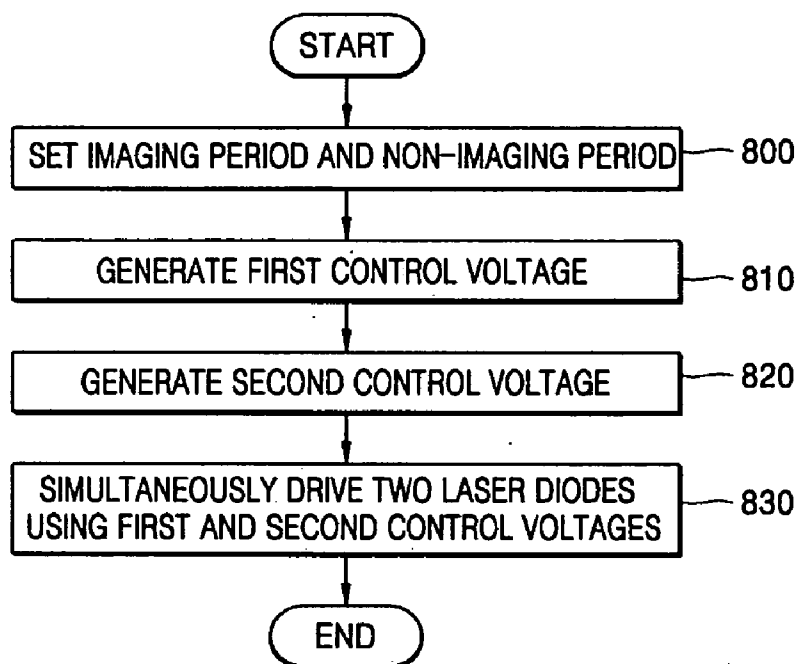 START
SET IMAGING PERIOD AND NON-IMAGING PERIOD
800
GENERATE FIRST CONTROL VOLTAGE
810
GENERATE SECOND CONTROL VOLTAGE
820
SIMULTANEOUSLY DRIVE TWO LASER DIODES
USING FIRST AND SECOND CONTROL VOLTAGES
830
END